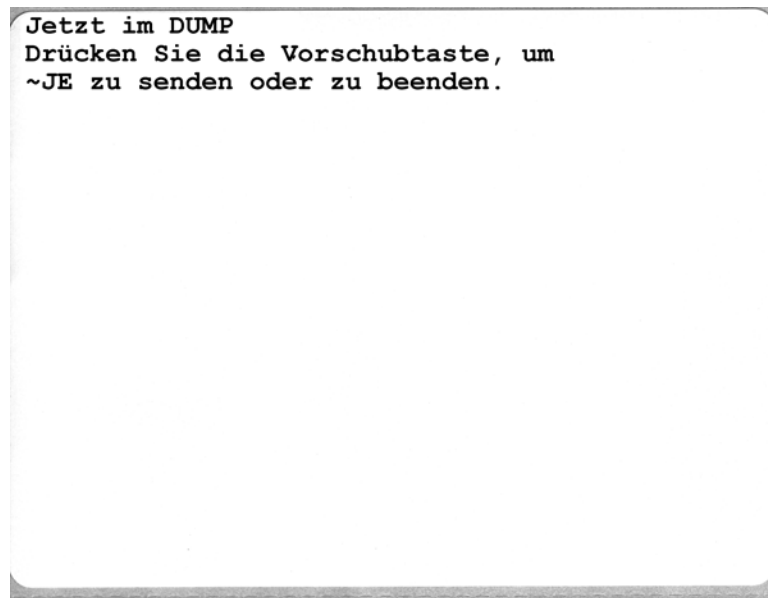 Jetzt im DUMP
Drücken Sie die Vorschubtaste, um
~JE zu senden oder zu beenden.